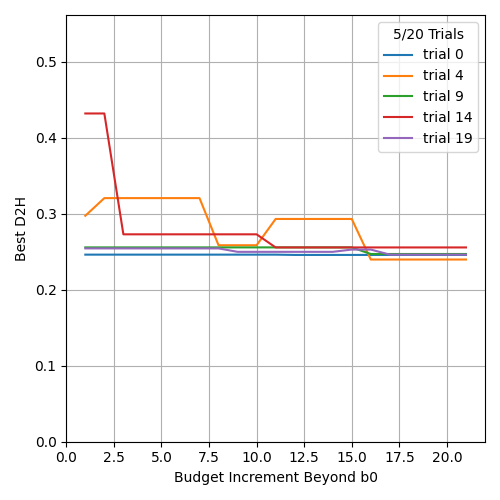 5/20 Trials
trial 0
trial 4
trial 9
trial 14
trial 19
Best D2H
0.5
0.4
0.3
0.2
0.1
0.0
0.0 2.5 5.0 7.5 10.0 12.5 15.0 17.5 20.0
Budget Increment Beyond b0